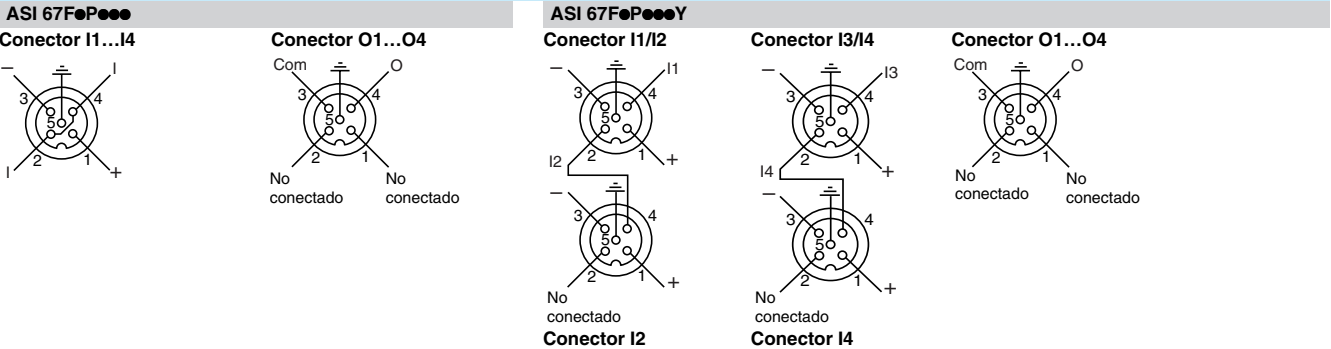 ASI 67F●P●●●
ASI 67F●P●●●Y
Conector I1…I4
Conector O1…O4
Conector I1/I2
Conector I3/I4
Conector O1…O4
– I
3 4
5
2 1
I +
Com O
3 4
5
2 1
No
conectado
No
conectado
– I1
3 4
5
2 1
I2 +
– I3
3 4
5
2 1
I4 +
Com O
3 4
5
2 1
No
conectado
No
conectado
–
3 4
5
2 1
+
No
conectado
Conector I2
–
3 4
5
2 1
+
No
conectado
Conector I4